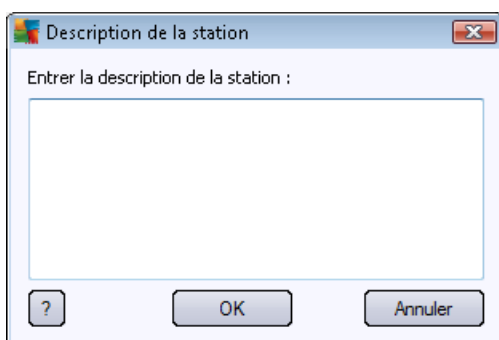 Description de la station
Entrer la description de la station :
? OK Annuler